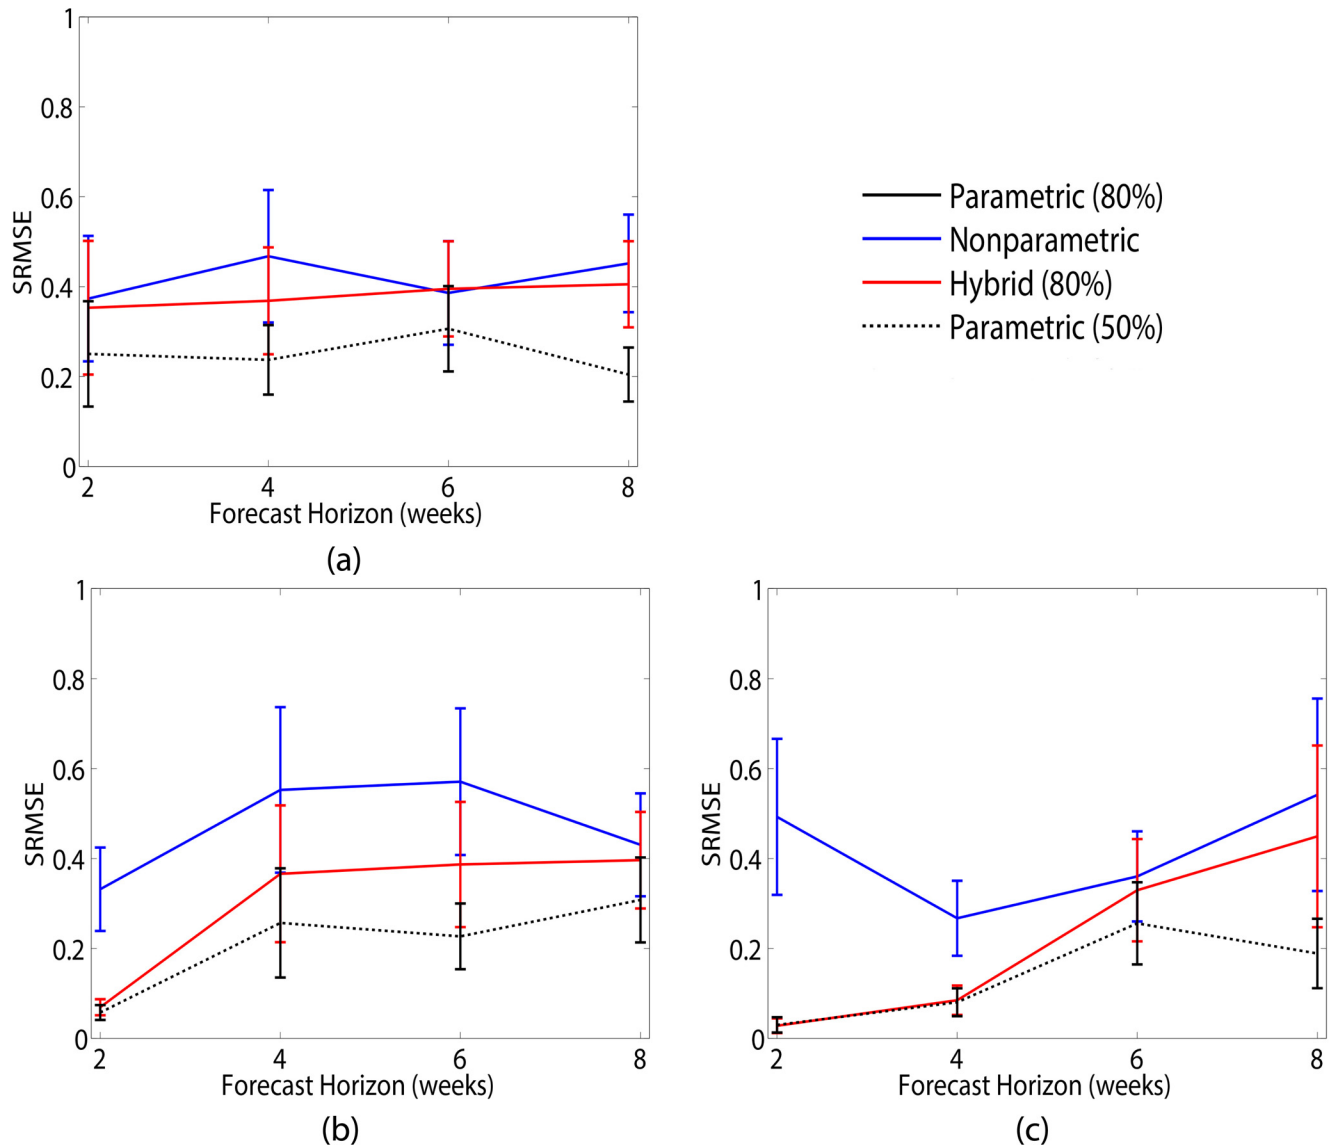 1
0.8
0.6
0.4
0.2
0
SRMSE
2 4 6 8
Forecast Horizon (weeks)
(a)
Parametric (80%)
Nonparametric
Hybrid (80%)
Parametric (50%)
1
0.8
0.6
0.4
0.2
0
SRMSE
2 4 6 8
Forecast Horizon (weeks)
(b)
1
0.8
0.6
0.4
0.2
0
SRMSE
2 4 6 8
Forecast Horizon (weeks)
(c)